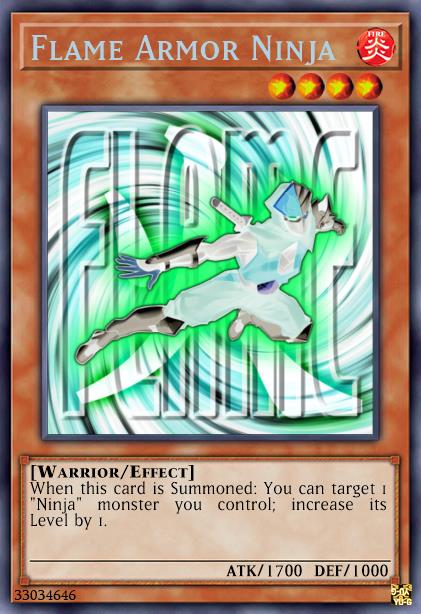 Flame Armor Ninja
FIRE
炎
FLAME
[WARRIOR/EFFECT]
When this card is Summoned: You can target 1
"Ninja" monster you control; increase its
Level by 1.
ATK/1700 DEF/1000
33034646